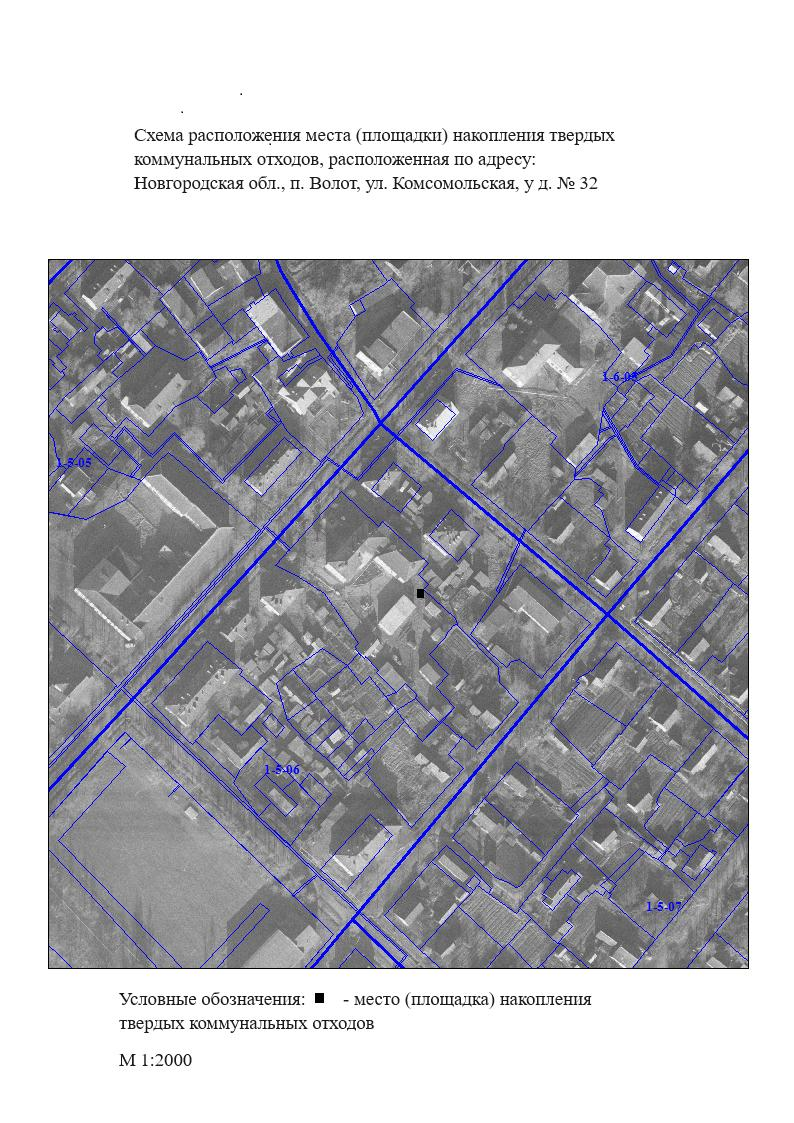 Схема расположения места (площадки) накопления твердых
коммунальных отходов, расположенная по адресу:
Новгородская обл., п. Волот, ул. Комсомольская, у д. № 32
1-6-03
1-5-05
1-5-06
1-5-07
Условные обозначения: ■ - место (площадка) накопления
твердых коммунальных отходов
М 1:2000